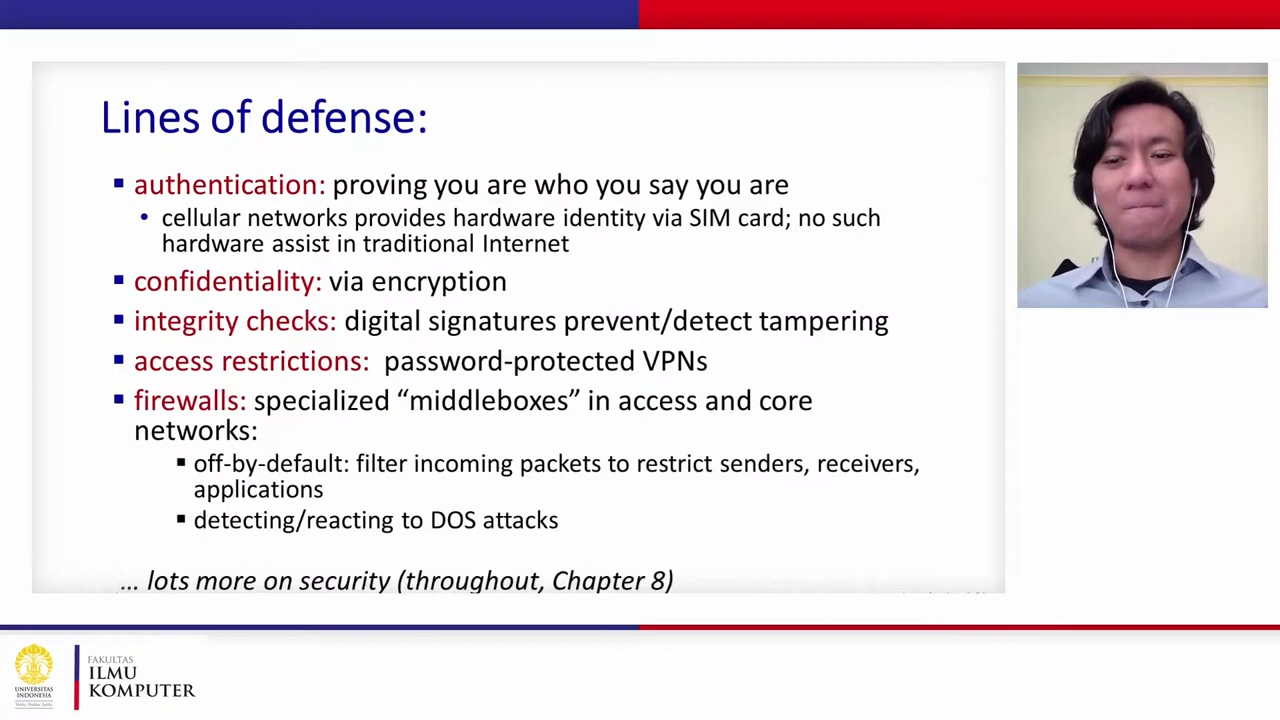 Lines of defense:
▪ authentication: proving you are who you say you are
• cellular networks provides hardware identity via SIM card; no such
hardware assist in traditional Internet
▪ confidentiality: via encryption
▪ integrity checks: digital signatures prevent/detect tampering
▪ access restrictions: password-protected VPNs
▪ firewalls: specialized “middleboxes” in access and core
networks:
▪ off-by-default: filter incoming packets to restrict senders, receivers,
applications
▪ detecting/reacting to DOS attacks
… lots more on security (throughout, Chapter 8)
UNIVERSITAS
INDONESIA
FAKULTAS
ILMU
KOMPUTER